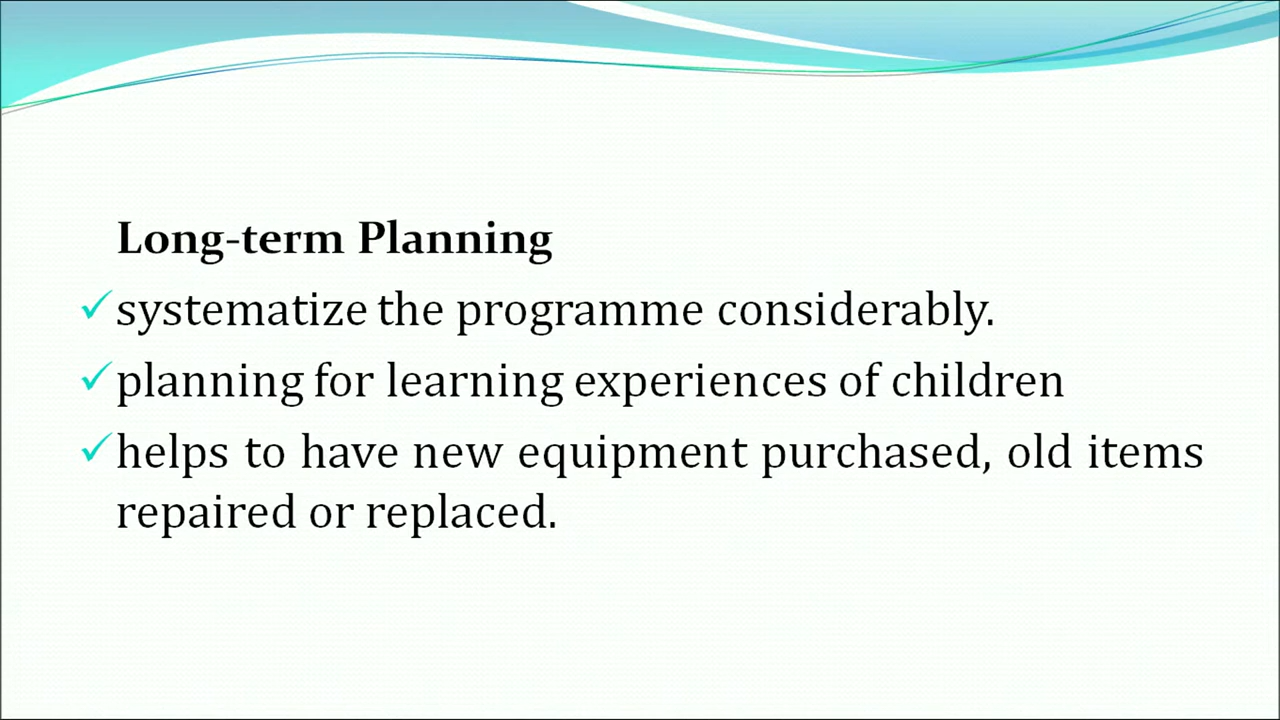 Long-term Planning
✓systematize the programme considerably.
✓planning for learning experiences of children
✓helps to have new equipment purchased, old items
repaired or replaced.